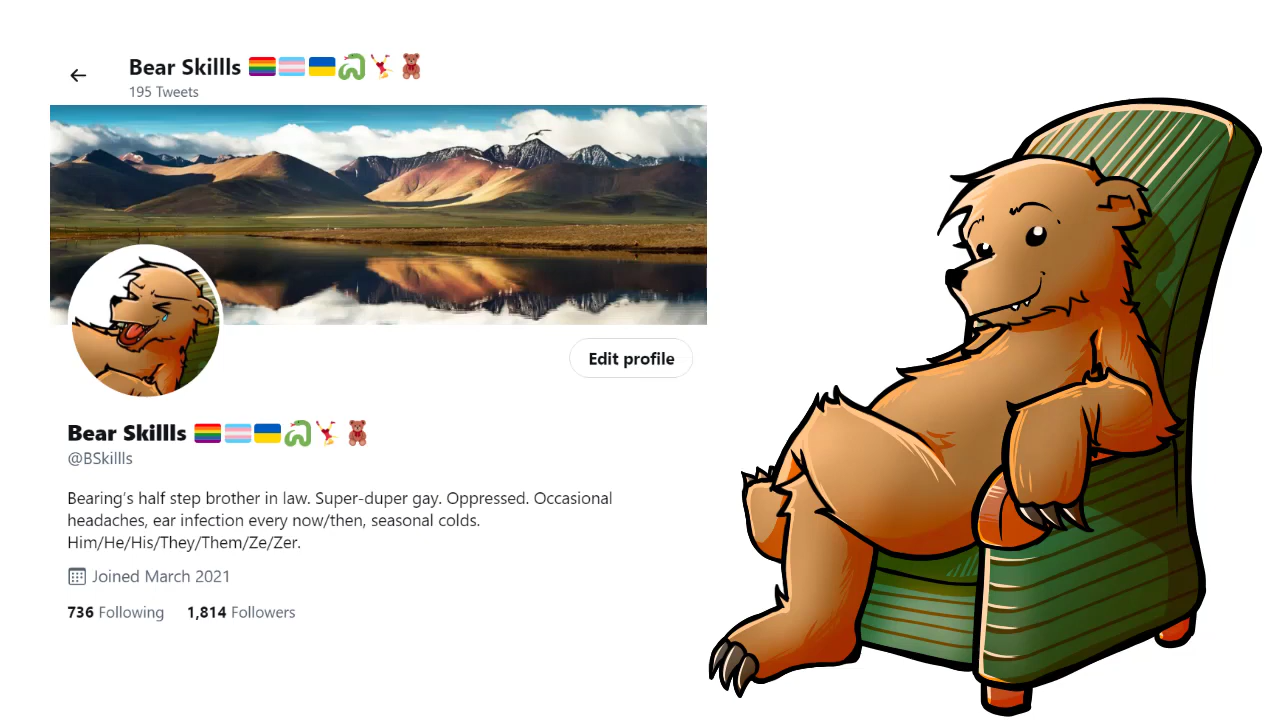 Bear Skillls 🏳️‍🌈🏳️‍⚧️🇺🇦🐍🤸🧸
195 Tweets
Edit profile
Bear Skillls 🏳️‍🌈🏳️‍⚧️🇺🇦🐍🤸🧸
@BSkillls
Bearing's half step brother in law. Super-duper gay. Oppressed. Occasional
headaches, ear infection every now/then, seasonal colds.
Him/He/His/They/Them/Ze/Zer.
Joined March 2021
736 Following 1,814 Followers